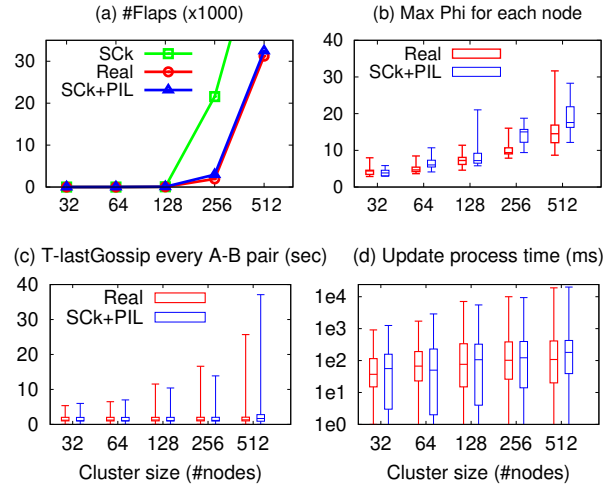 (a) #Flaps (x1000)
SCk
Real
SCk+PIL
30
20
10
0
32 64 128 256 512
(b) Max Phi for each node
Real
SCk+PIL
40
30
20
10
0
32 64 128 256 512
(c) T-lastGossip every A-B pair (sec)
Real
SCk+PIL
40
30
20
10
0
32 64 128 256 512
Cluster size (#nodes)
(d) Update process time (ms)
1e4
1e3
1e2
1e1
1e0
32 64 128 256 512
Cluster size (#nodes)